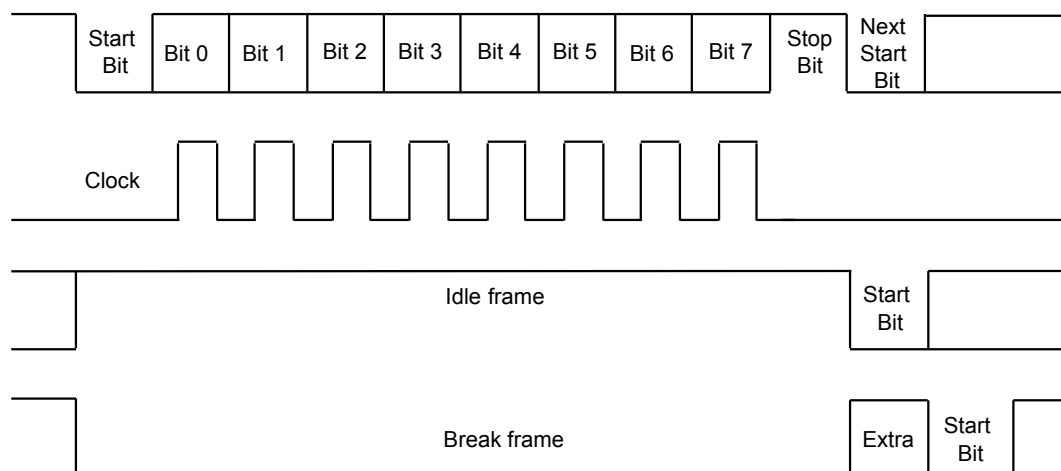 Start
Bit
Bit 0
Bit 1
Bit 2
Bit 3
Bit 4
Bit 5
Bit 6
Bit 7
Stop
Bit
Next
Start
Bit
Clock
Idle frame
Start
Bit
Break frame
Extra
Start
Bit